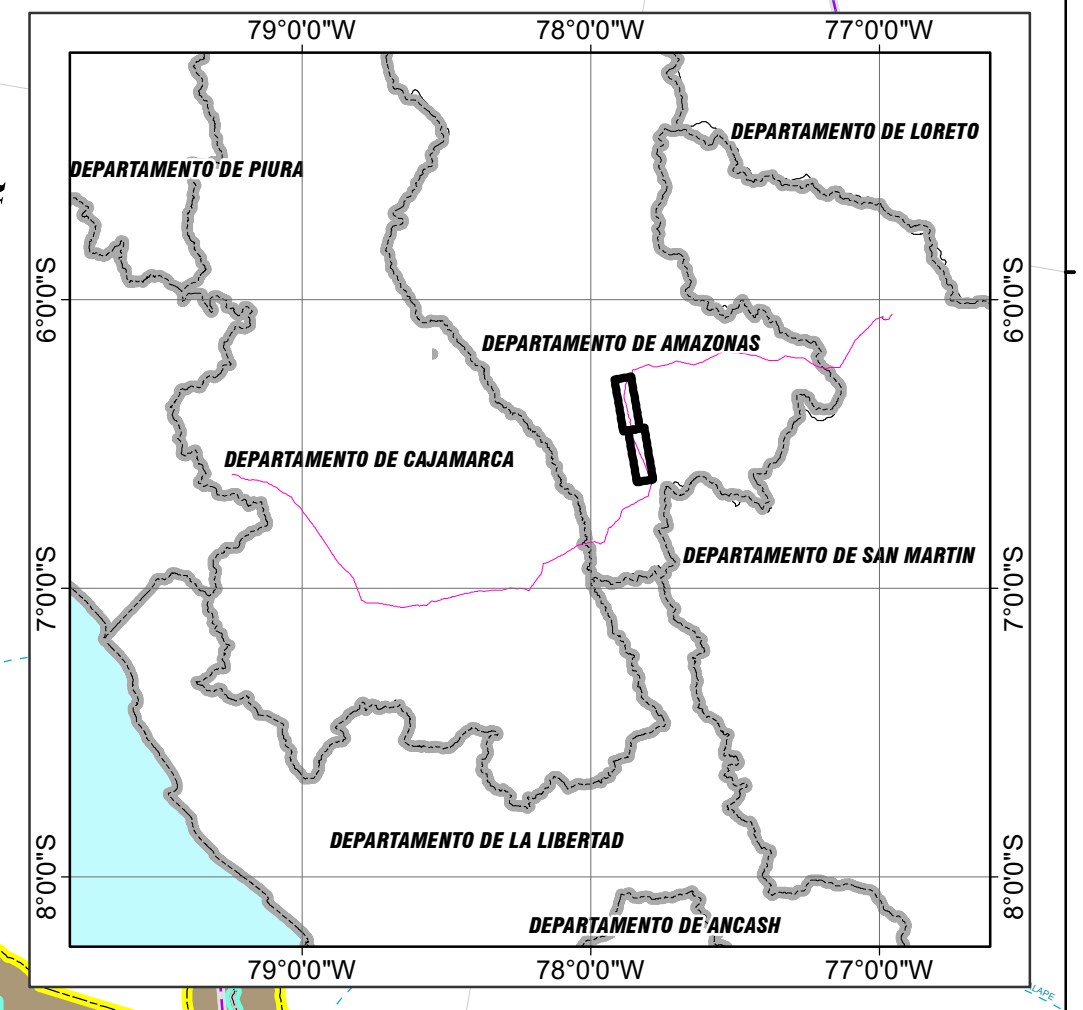 79°0'0"W 78°0'0"W 77°0'0"W
DEPARTAMENTO DE LORETO
DEPARTAMENTO DE PIURA
6°0'0"S 6°0'0"S
DEPARTAMENTO DE AMAZONAS
DEPARTAMENTO DE CAJAMARCA
DEPARTAMENTO DE SAN MARTIN
7°0'0"S 7°0'0"S
DEPARTAMENTO DE LA LIBERTAD
8°0'0"S 8°0'0"S
DEPARTAMENTO DE ANCASH
79°0'0"W 78°0'0"W 77°0'0"W
LAPE